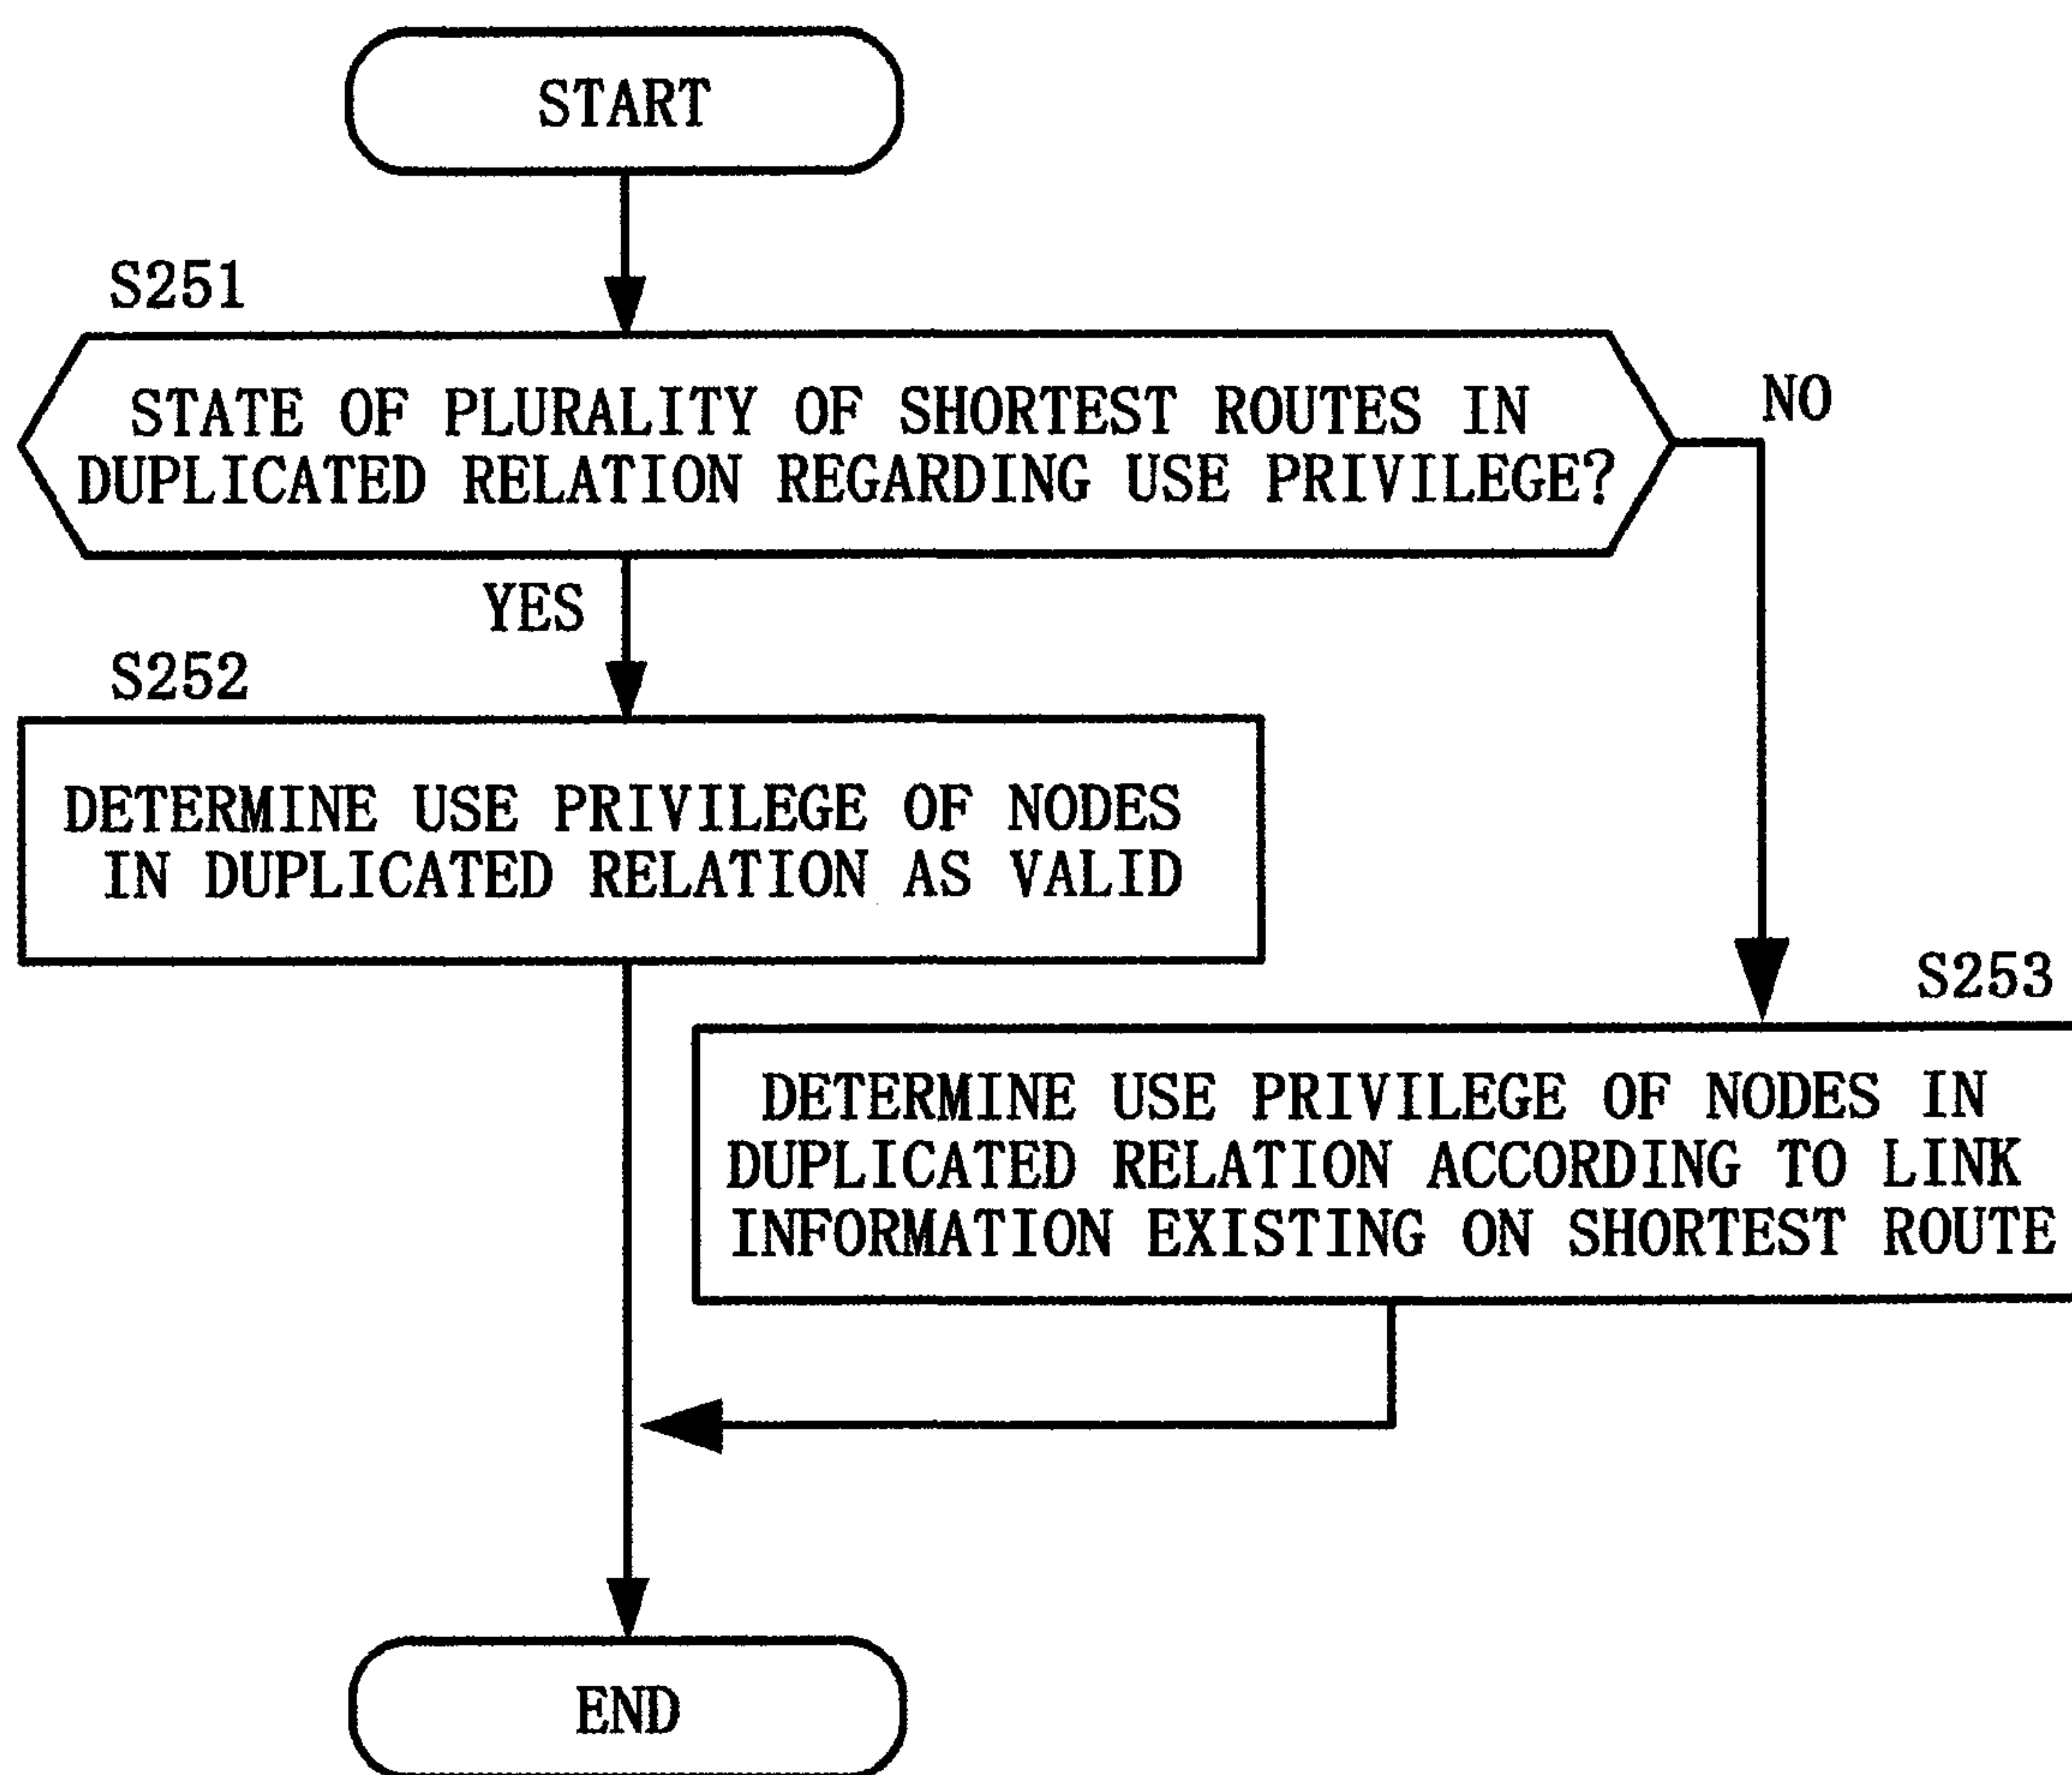 START
S251
STATE OF PLURALITY OF SHORTEST ROUTES IN
DUPLICATED RELATION REGARDING USE PRIVILEGE?
NO
YES
S252
DETERMINE USE PRIVILEGE OF NODES
IN DUPLICATED RELATION AS VALID
S253
DETERMINE USE PRIVILEGE OF NODES IN
DUPLICATED RELATION ACCORDING TO LINK
INFORMATION EXISTING ON SHORTEST ROUTE
END